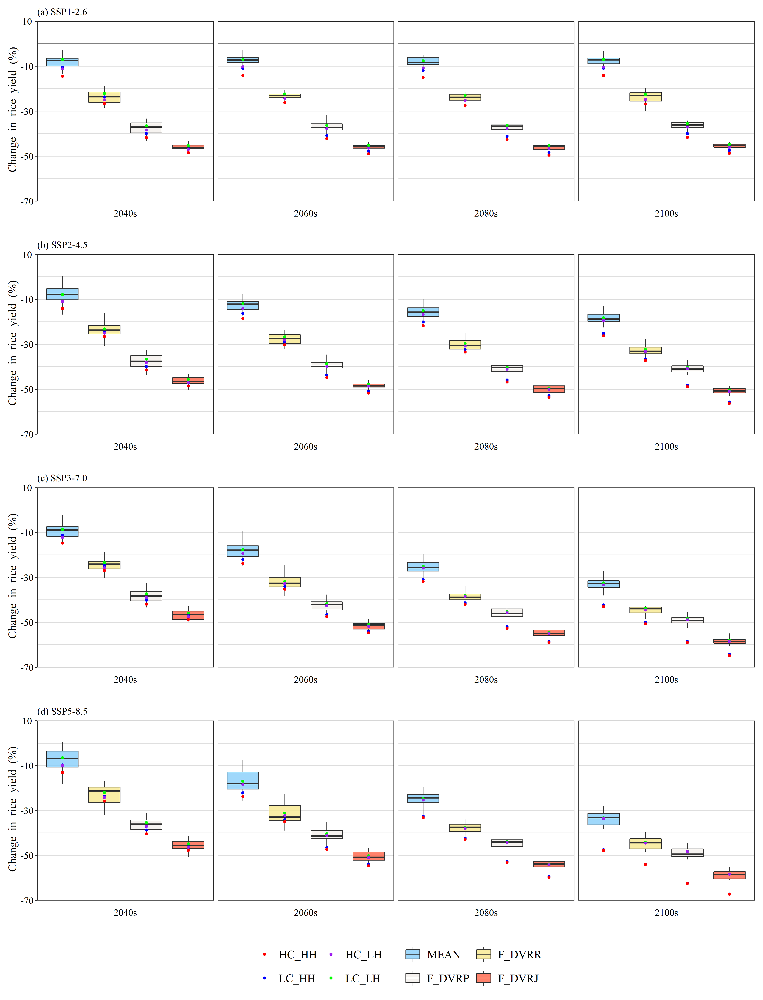 (a) SSP1-2.6
10
-10
-30
-50
-70
Change in rice yield (%)
2040s 2060s 2080s 2100s
(b) SSP2-4.5
10
-10
-30
-50
-70
Change in rice yield (%)
2040s 2060s 2080s 2100s
(c) SSP3-7.0
10
-10
-30
-50
-70
Change in rice yield (%)
2040s 2060s 2080s 2100s
(d) SSP5-8.5
10
-10
-30
-50
-70
Change in rice yield (%)
2040s 2060s 2080s 2100s
HC_HH HC_LH MEAN F_DVRR
LC_HH LC_LH F_DVRP F_DVRJ